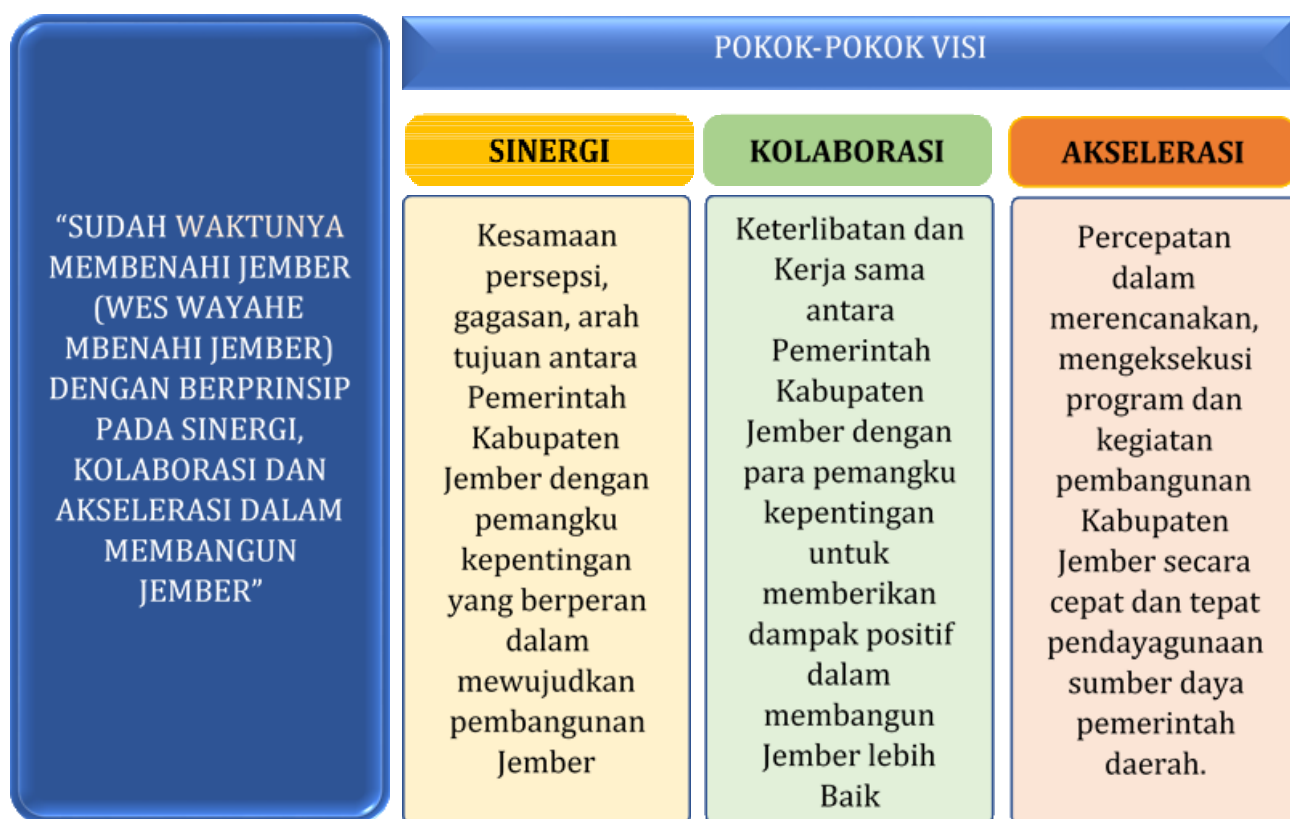 “SUDAH WAKTUNYA
MEMBENAHI JEMBER
(WES WAYAHE
MBENAHI JEMBER)
DENGAN BERPRINSIP
PADA SINERGI,
KOLABORASI DAN
AKSELERASI DALAM
MEMBANGUN
JEMBER”
POKOK-POKOK VISI
SINERGI
Kesamaan
persepsi,
gagasan, arah
tujuan antara
Pemerintah
Kabupaten
Jember dengan
pemangku
kepentingan
yang berperan
dalam
mewujudkan
pembangunan
Jember
KOLABORASI
Keterlibatan dan
Kerja sama
antara
Pemerintah
Kabupaten
Jember dengan
para pemangku
kepentingan
untuk
memberikan
dampak positif
dalam
membangun
Jember lebih
Baik
AKSELERASI
Percepatan
dalam
merencanakan,
mengeksekusi
program dan
kegiatan
pembangunan
Kabupaten
Jember secara
cepat dan tepat
pendayagunaan
sumber daya
pemerintah
daerah.